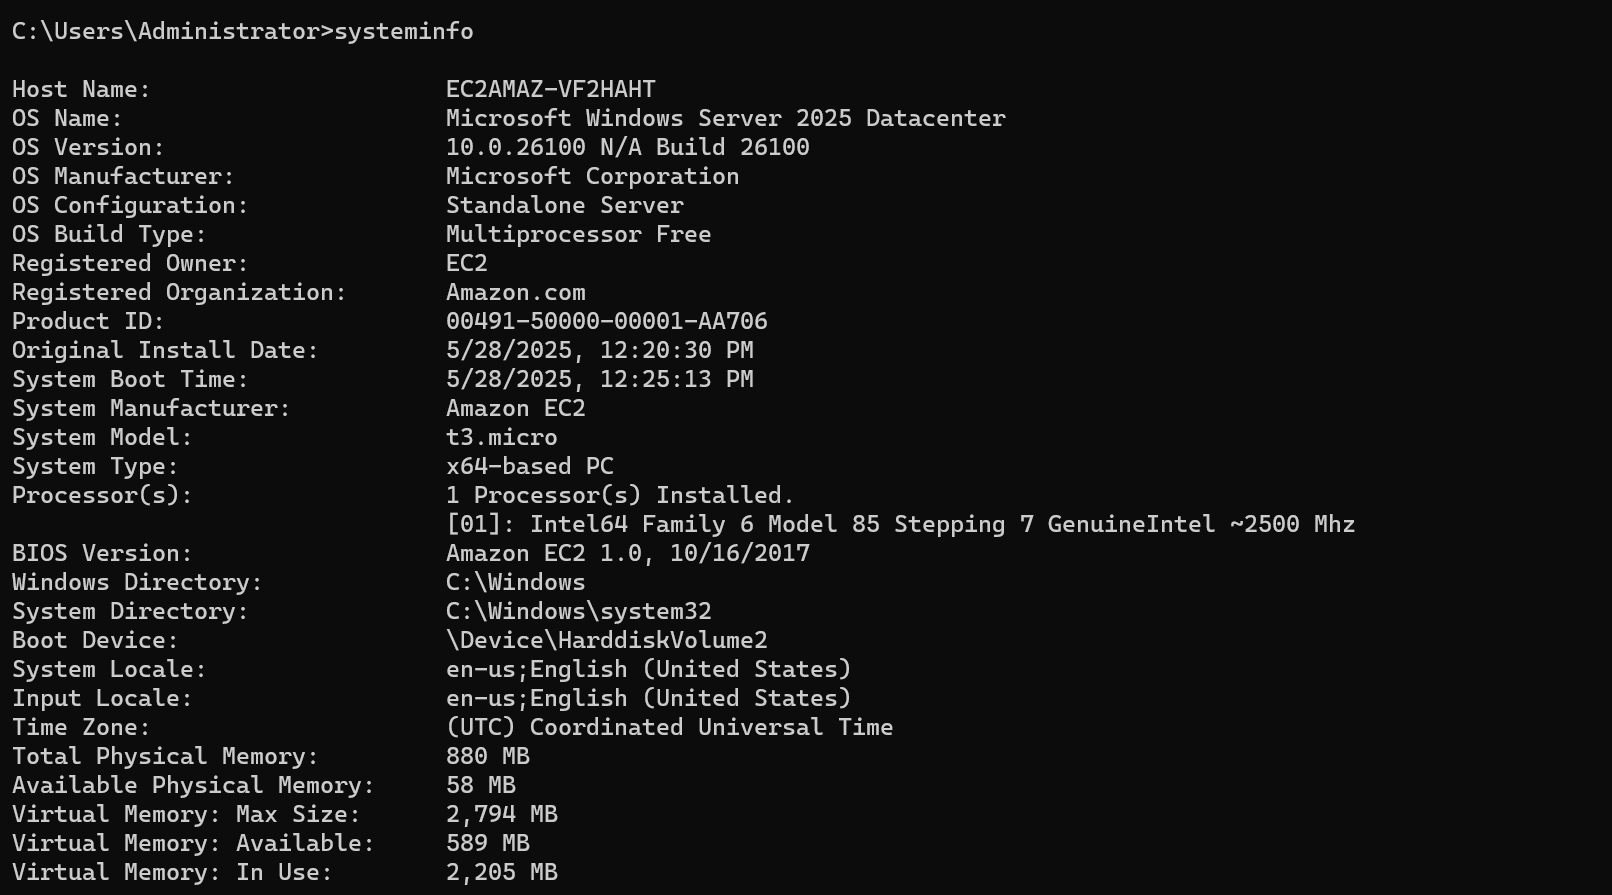 C:\Users\Administrator>systeminfo
Host Name: EC2AMAZ-VF2HAHT
OS Name: Microsoft Windows Server 2025 Datacenter
OS Version: 10.0.26100 N/A Build 26100
OS Manufacturer: Microsoft Corporation
OS Configuration: Standalone Server
OS Build Type: Multiprocessor Free
Registered Owner: EC2
Registered Organization: Amazon.com
Product ID: 00491-50000-00001-AA706
Original Install Date: 5/28/2025, 12:20:30 PM
System Boot Time: 5/28/2025, 12:25:13 PM
System Manufacturer: Amazon EC2
System Model: t3.micro
System Type: x64-based PC
Processor(s): 1 Processor(s) Installed.
[01]: Intel64 Family 6 Model 85 Stepping 7 GenuineIntel ~2500 Mhz
BIOS Version: Amazon EC2 1.0, 10/16/2017
Windows Directory: C:\Windows
System Directory: C:\Windows\system32
Boot Device: \Device\HarddiskVolume2
System Locale: en-us;English (United States)
Input Locale: en-us;English (United States)
Time Zone: (UTC) Coordinated Universal Time
Total Physical Memory: 880 MB
Available Physical Memory: 58 MB
Virtual Memory: Max Size: 2,794 MB
Virtual Memory: Available: 589 MB
Virtual Memory: In Use: 2,205 MB